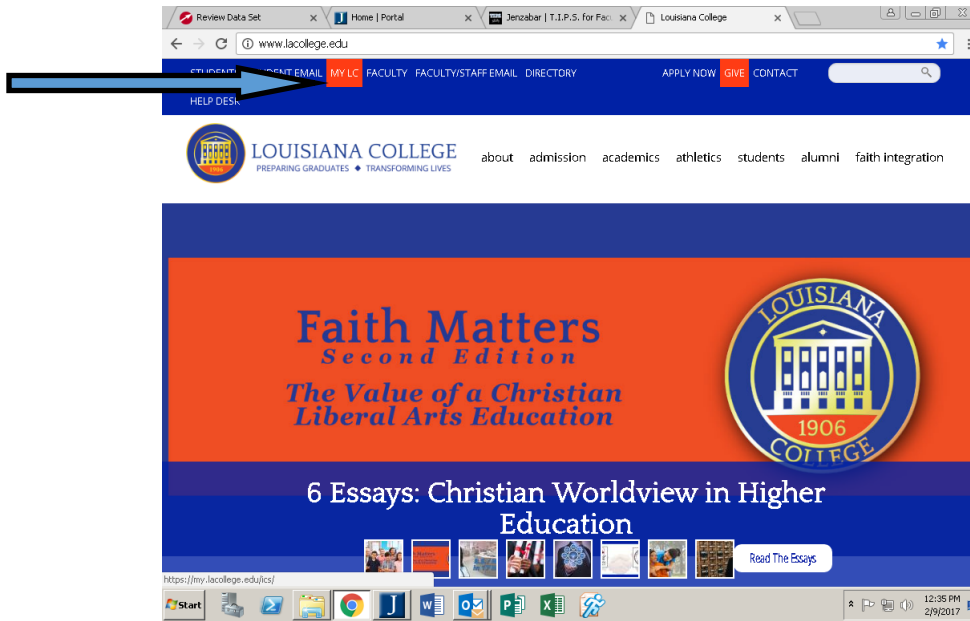 Review Data Set
Home | Portal
Jenzabar | T.I.P.S. for Fac
Louisiana College
www.lacollege.edu
STUDENT EMAIL MY LC FACULTY FACULTY/STAFF EMAIL DIRECTORY APPLY NOW GIVE CONTACT
HELP DESK
LOUISIANA COLLEGE
PREPARING GRADUATES ◆ TRANSFORMING LIVES
1906
about admission academics athletics students alumni faith integration
Faith Matters
Second Edition
The Value of a Christian
Liberal Arts Education
LOUISIANA
1906
COLLEGE
6 Essays: Christian Worldview in Higher
Education
Read The Essays
https://my.lacollege.edu/ics/
Start
12:35 PM
2/9/2017